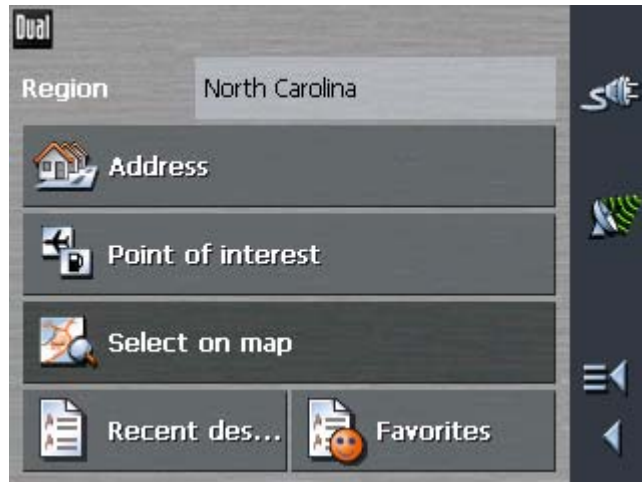 Dual
Region North Carolina
Address
Point of interest
Select on map
Recent des... Favorites